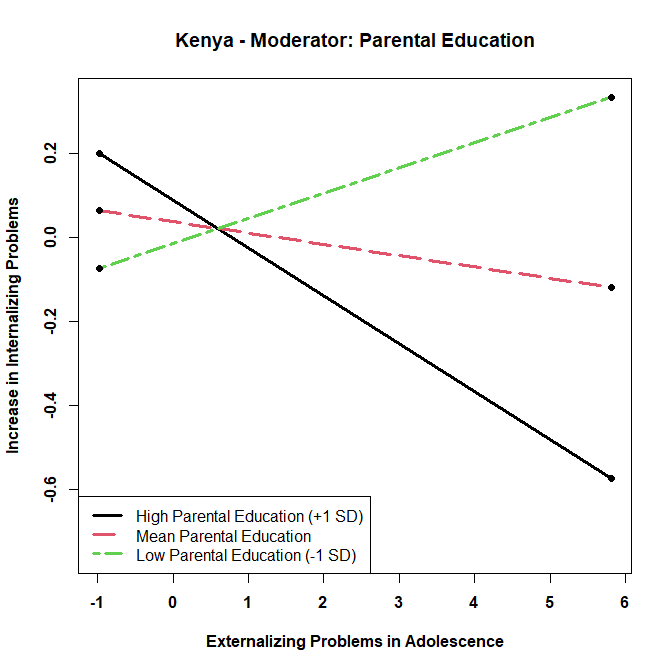 Kenya - Moderator: Parental Education
Increase in Internalizing Problems
0.2
0.0
-0.2
-0.4
-0.6
High Parental Education (+1 SD)
Mean Parental Education
Low Parental Education (-1 SD)
-1 0 1 2 3 4 5 6
Externalizing Problems in Adolescence